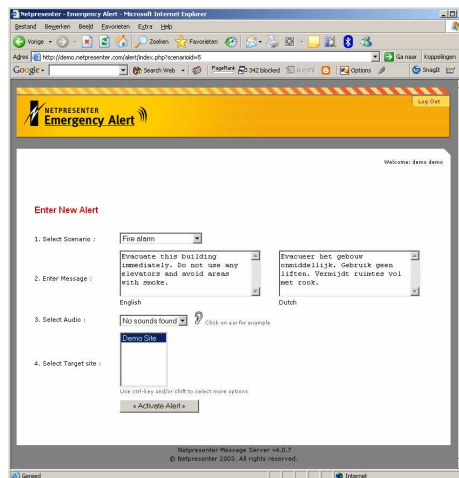 Netpresenter - Emergency Alert - Microsoft Internet Explorer
Bestand Bewerken Beeld Favorieten Extra Help
Vorige Zoeken Favorieten
Adres http://demo.netpresenter.com/alert/index.php?scenarioid=5 Ga naar Koppelingen
Google Search Web PageRank 342 blocked AutoFill Options SnagIt
NETPRESENTER
Emergency Alert
Log Out
Welcome: demo demo
Enter New Alert
1. Select Scenario : Fire alarm
2. Enter Message :
Evacuate this building
immediately. Do not use any
elevators and avoid areas
with smoke.
English
Evacueer het gebouw
onmiddellijk. Gebruik geen
liften. Vermijdt ruimtes vol
met rook.
Dutch
3. Select Audio : No sounds found Click on ear for example
4. Select Target site : Demo Site
Use ctrl-key and/or shift to select more options
« Activate Alert »
Netpresenter Message Server v4.0.7
© Netpresenter 2003. All rights reserved.
Gereed Internet